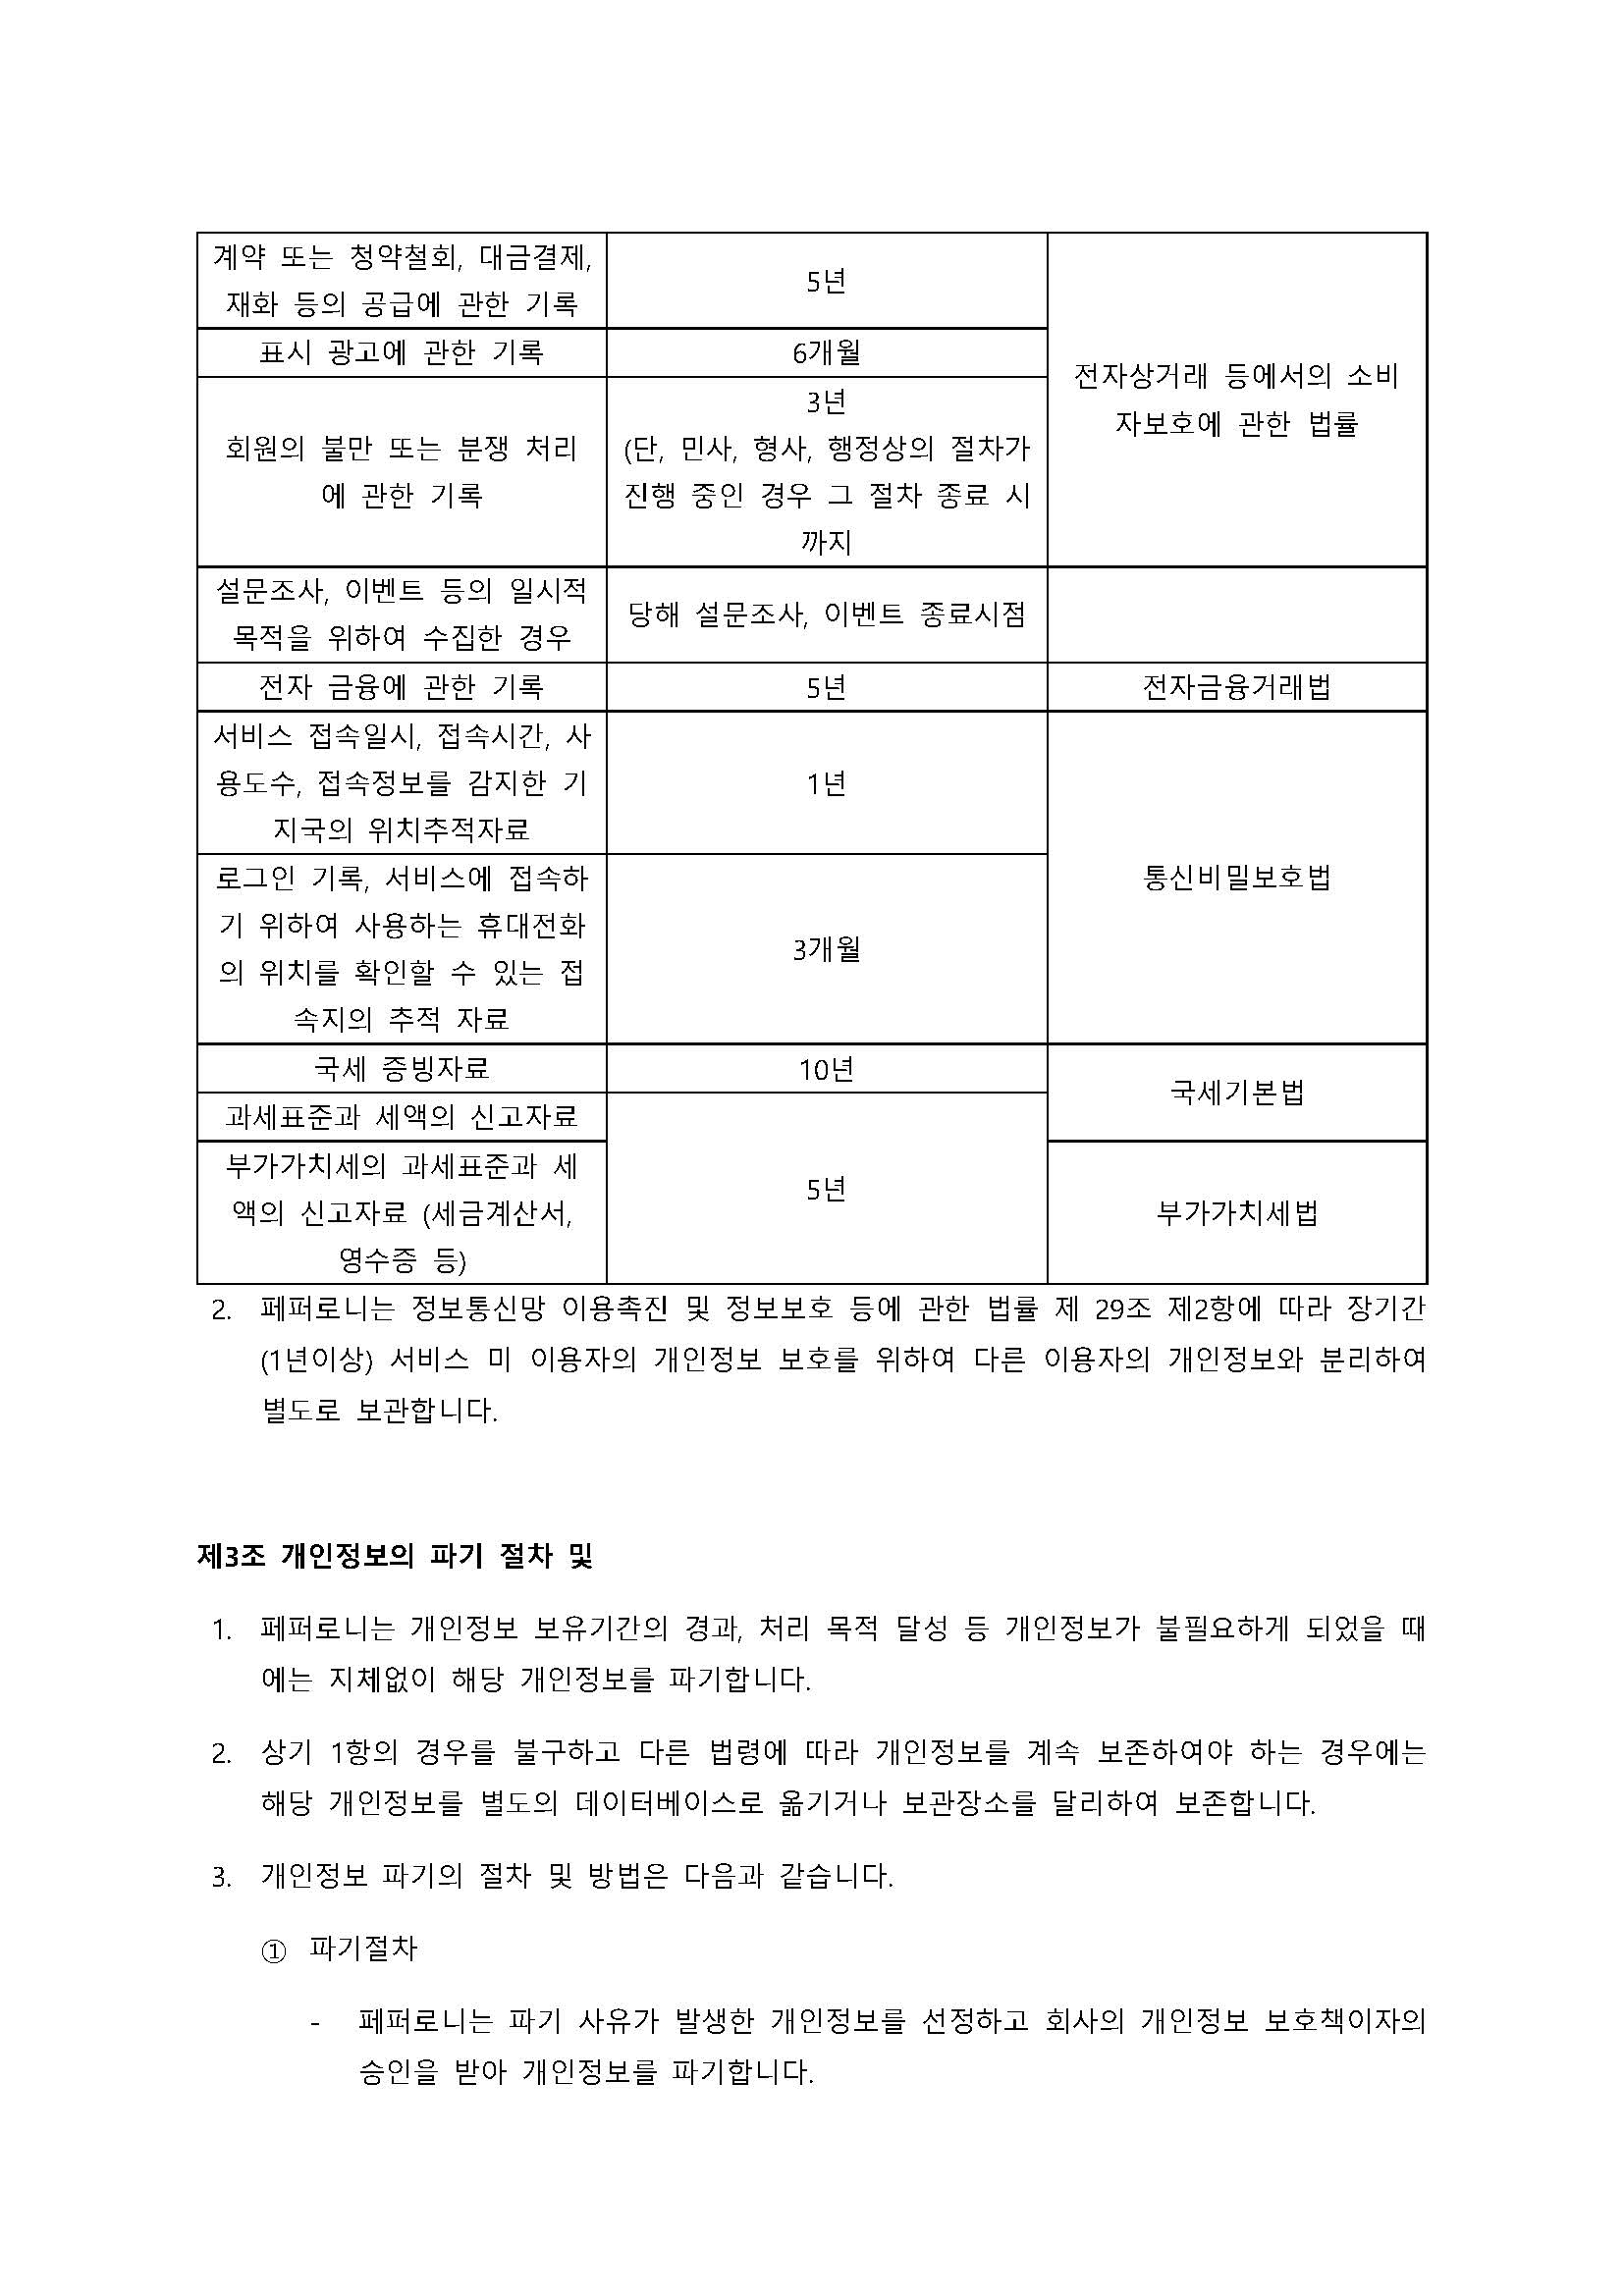 계약 또는 청약철회, 대금결제,
재화 등의 공급에 관한 기록
5년
전자상거래 등에서의 소비
자보호에 관한 법률
표시 광고에 관한 기록
6개월
회원의 불만 또는 분쟁 처리
에 관한 기록
3년
(단, 민사, 형사, 행정상의 절차가
진행 중인 경우 그 절차 종료 시
까지
설문조사, 이벤트 등의 일시적
목적을 위하여 수집한 경우
당해 설문조사, 이벤트 종료시점
전자 금융에 관한 기록
5년
전자금융거래법
서비스 접속일시, 접속시간, 사
용도수, 접속정보를 감지한 기
지국의 위치추적자료
1년
통신비밀보호법
로그인 기록, 서비스에 접속하
기 위하여 사용하는 휴대전화
의 위치를 확인할 수 있는 접
속지의 추적 자료
3개월
국세 증빙자료
10년
국세기본법
과세표준과 세액의 신고자료
5년
부가가치세의 과세표준과 세
액의 신고자료 (세금계산서,
영수증 등)
부가가치세법
2. 페퍼로니는 정보통신망 이용촉진 및 정보보호 등에 관한 법률 제 29조 제2항에 따라 장기간
(1년이상) 서비스 미 이용자의 개인정보 보호를 위하여 다른 이용자의 개인정보와 분리하여
별도로 보관합니다.
제3조 개인정보의 파기 절차 및
1. 페퍼로니는 개인정보 보유기간의 경과, 처리 목적 달성 등 개인정보가 불필요하게 되었을 때
에는 지체없이 해당 개인정보를 파기합니다.
2. 상기 1항의 경우를 불구하고 다른 법령에 따라 개인정보를 계속 보존하여야 하는 경우에는
해당 개인정보를 별도의 데이터베이스로 옮기거나 보관장소를 달리하여 보존합니다.
3. 개인정보 파기의 절차 및 방법은 다음과 같습니다.
① 파기절차
- 페퍼로니는 파기 사유가 발생한 개인정보를 선정하고 회사의 개인정보 보호책이자의
승인을 받아 개인정보를 파기합니다.